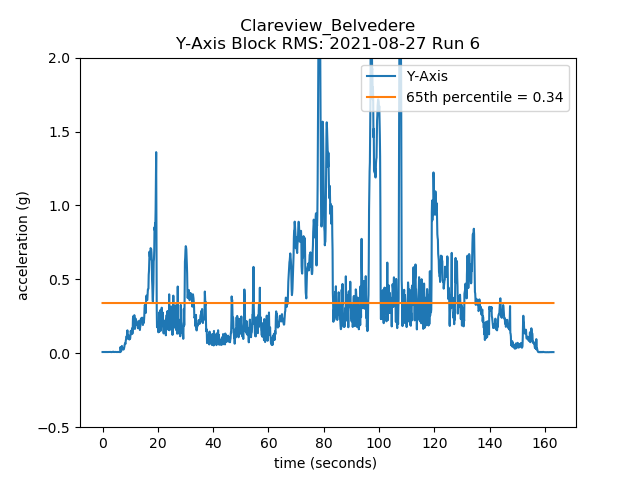 Clareview_Belvedere
Y-Axis Block RMS: 2021-08-27 Run 6
Y-Axis
65th percentile = 0.34
2.0
1.5
1.0
0.5
0.0
−0.5
acceleration (g)
0 20 40 60 80 100 120 140 160
time (seconds)